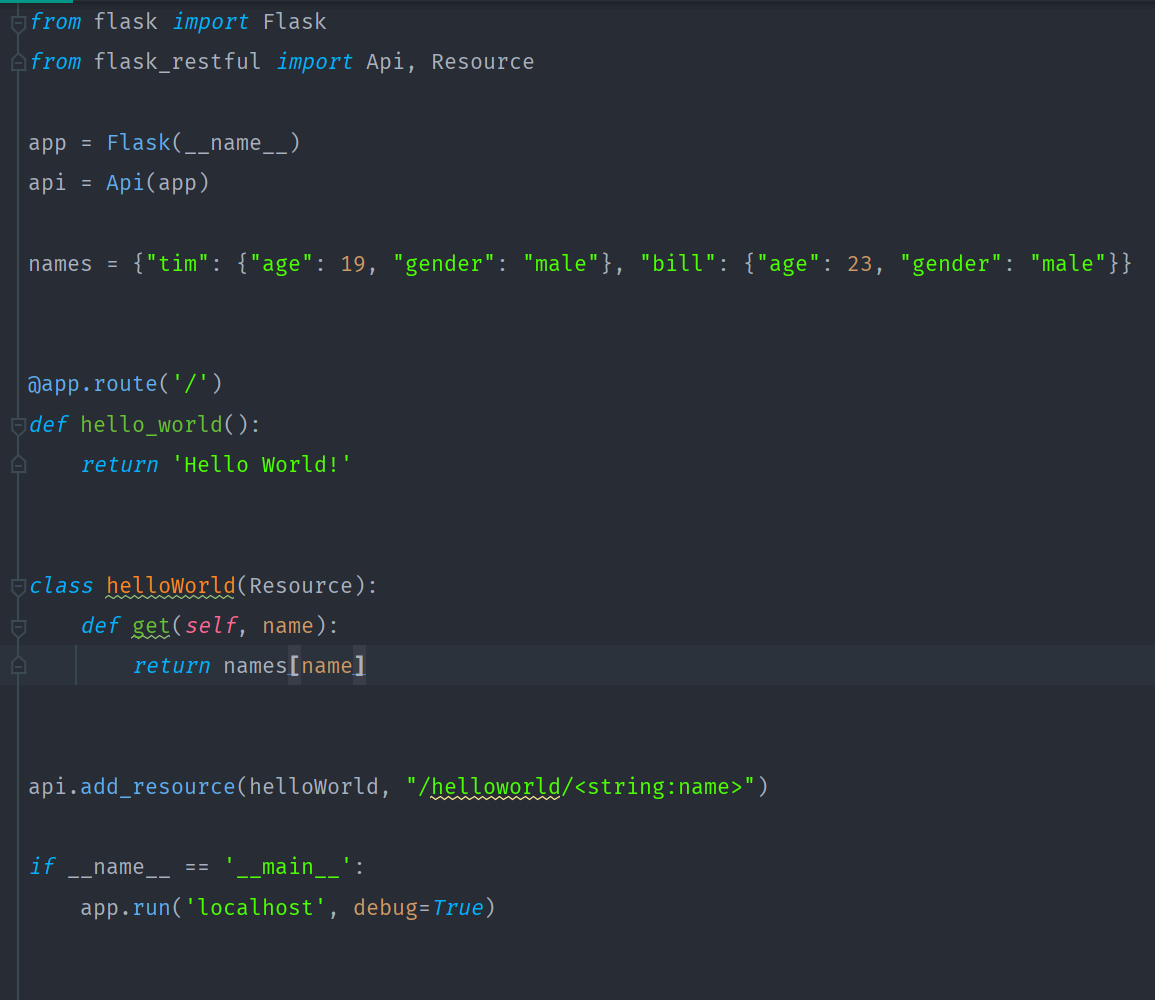 from flask import Flask
from flask_restful import Api, Resource
app = Flask(__name__)
api = Api(app)
names = {"tim": {"age": 19, "gender": "male"}, "bill": {"age": 23, "gender": "male"}}
@app.route('/')
def hello_world():
    return 'Hello World!'
class helloWorld(Resource):
    def get(self, name):
        return names[name]
api.add_resource(helloWorld, "/helloworld/<string:name>")
if __name__ == '__main__':
    app.run('localhost', debug=True)